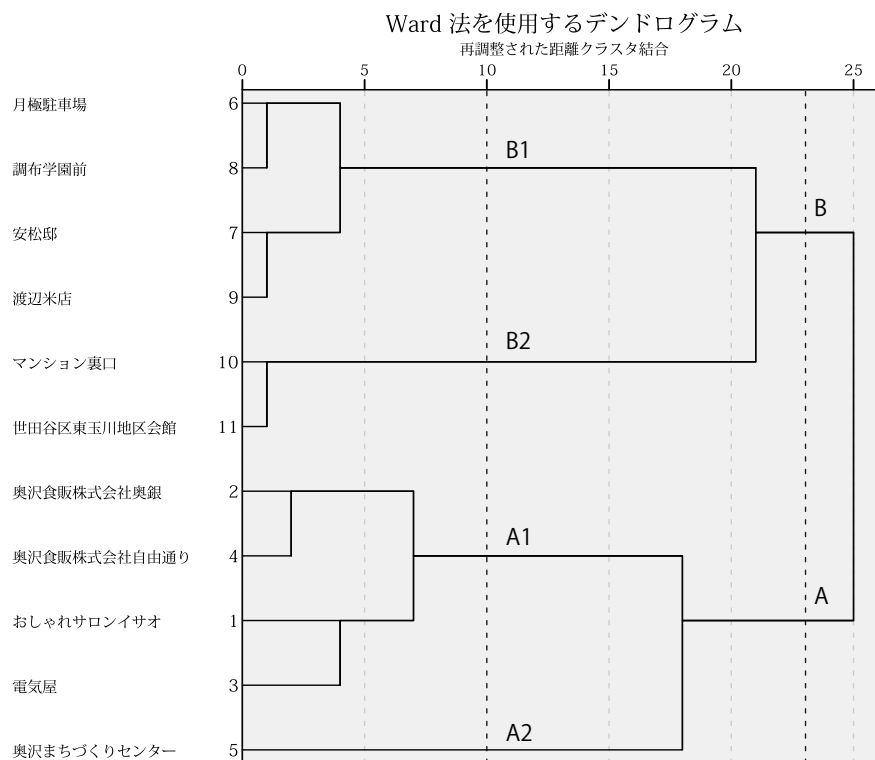 Ward 法を使用するデンドログラム
再調整された距離クラスタ結合
0 5 10 15 20 25
月極駐車場 6
B1
調布学園前 8
B
安松邸 7
渡辺米店 9
B2
マンション裏口 10
世田谷区東玉川地区会館 11
奥沢食販株式会社奥銀 2
A1
奥沢食販株式会社自由通り 4
A
おしゃれサロンイサオ 1
電気屋 3
A2
奥沢まちづくりセンター 5